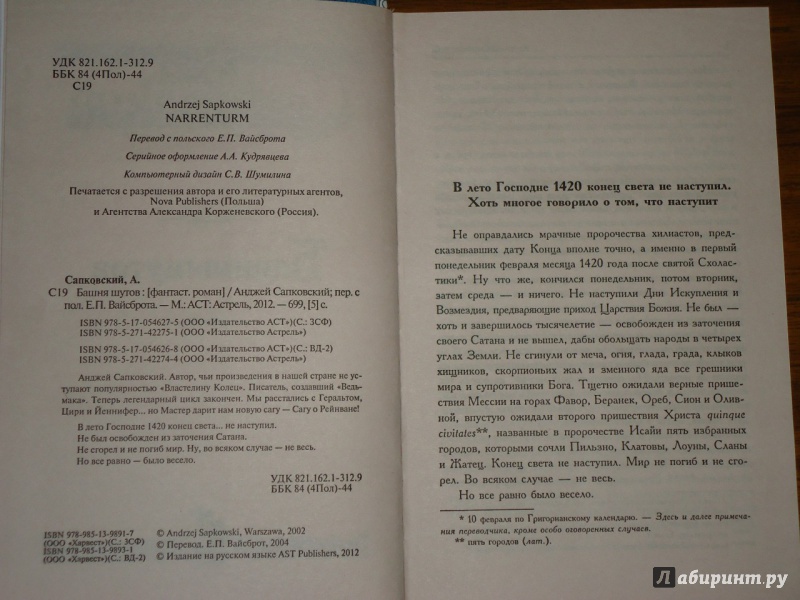 УДК 821.162.1-312.9
ББК 84 (4Пол)-44
С19
Andrzej Sapkowski
NARRENTURM
Перевод с польского Е.П. Вайсброта
Серийное оформление А.А. Кудрявцева
Компьютерный дизайн С.В. Шумилина
Печатается с разрешения автора и его литературных агентов,
Nova Publishers (Польша)
и Агентства Александра Корженевского (Россия).
Сапковский, А.
С19 Башня шутов : [фантаст. роман] / Анджей Сапковский; пер. с
пол. Е.П. Вайсброта. — М.: АСТ: Астрель, 2012. — 699, [5] с.
ISBN 978-5-17-054627-5 (ООО «Издательство АСТ»)(С.: ЗСФ)
ISBN 978-5-271-42275-1 (ООО «Издательство Астрель»)
ISBN 978-5-17-054626-8 (ООО «Издательство АСТ»)(С.: ВД-2)
ISBN 978-5-271-42274-4 (ООО «Издательство Астрель»)
Анджей Сапковский. Автор, чьи произведения в нашей стране не ус-
тупают популярностью «Властелину Колец». Писатель, создавший «Ведь-
мака». Теперь легендарный цикл закончен. Мы расстались с Геральтом,
Цири и Йеннифер... но Мастер дарит нам новую сагу — Сагу о Рейнване!
В лето Господне 1420 конец света... не наступил.
Не был освобожден из заточения Сатана.
Не сгорел и не погиб мир. Ну, во всяком случае — не весь.
Но все равно — было весело.
УДК 821.162.1-312.9
ББК 84 (4Пол)-44
ISBN 978-985-13-9891-7
(ООО «Харвест»)(С.: ЗСФ)
ISBN 978-985-13-9893-1
(ООО «Харвест»)(С.: ВД-2)
© Andrzej Sapkowski, Warszawa, 2002
© Перевод. Е.П. Вайсброт, 2004
© Издание на русском языке AST Publishers, 2012
В лето Господне 1420 конец света не наступил.
Хоть многое говорило о том, что наступит
Не оправдались мрачные пророчества хилиастов, пред-
сказывавших дату Конца вполне точно, а именно в первый
понедельник февраля месяца 1420 года после святой Схолас-
тики*. Ну что же, кончился понедельник, потом вторник,
затем среда — и ничего. Не наступили Дни Искупления и
Возмездия, предваряющие приход Царствия Божия. Не был —
хоть и завершилось тысячелетие — освобожден из заточения
своего Сатана и не вышел, дабы обольщать народы в четырех
углах Земли. Не сгинули от меча, огня, глада, града, клыков
хищников, скорпионьих жал и змеиного яда все грешники
мира и супротивники Бога. Тщетно ожидали верные прише-
ствия Мессии на горах Фавор, Беранек, Ореб, Сион и Олив-
ной, впустую ожидали второго пришествия Христа quinque
civitates**, названные в пророчестве Исайи пять избранных
городов, которыми сочли Пильзно, Клатовы, Лоуны, Сланы
и Жатец. Конец света не наступил. Мир не погиб и не сго-
рел. Во всяком случае — не весь.
Но все равно было весело.
* 10 февраля по Григорианскому календарю. — Здесь и далее примеча-
ния переводчика, кроме особо оговоренных случаев.
** пять городов (лат.).
Лабиринт.ру